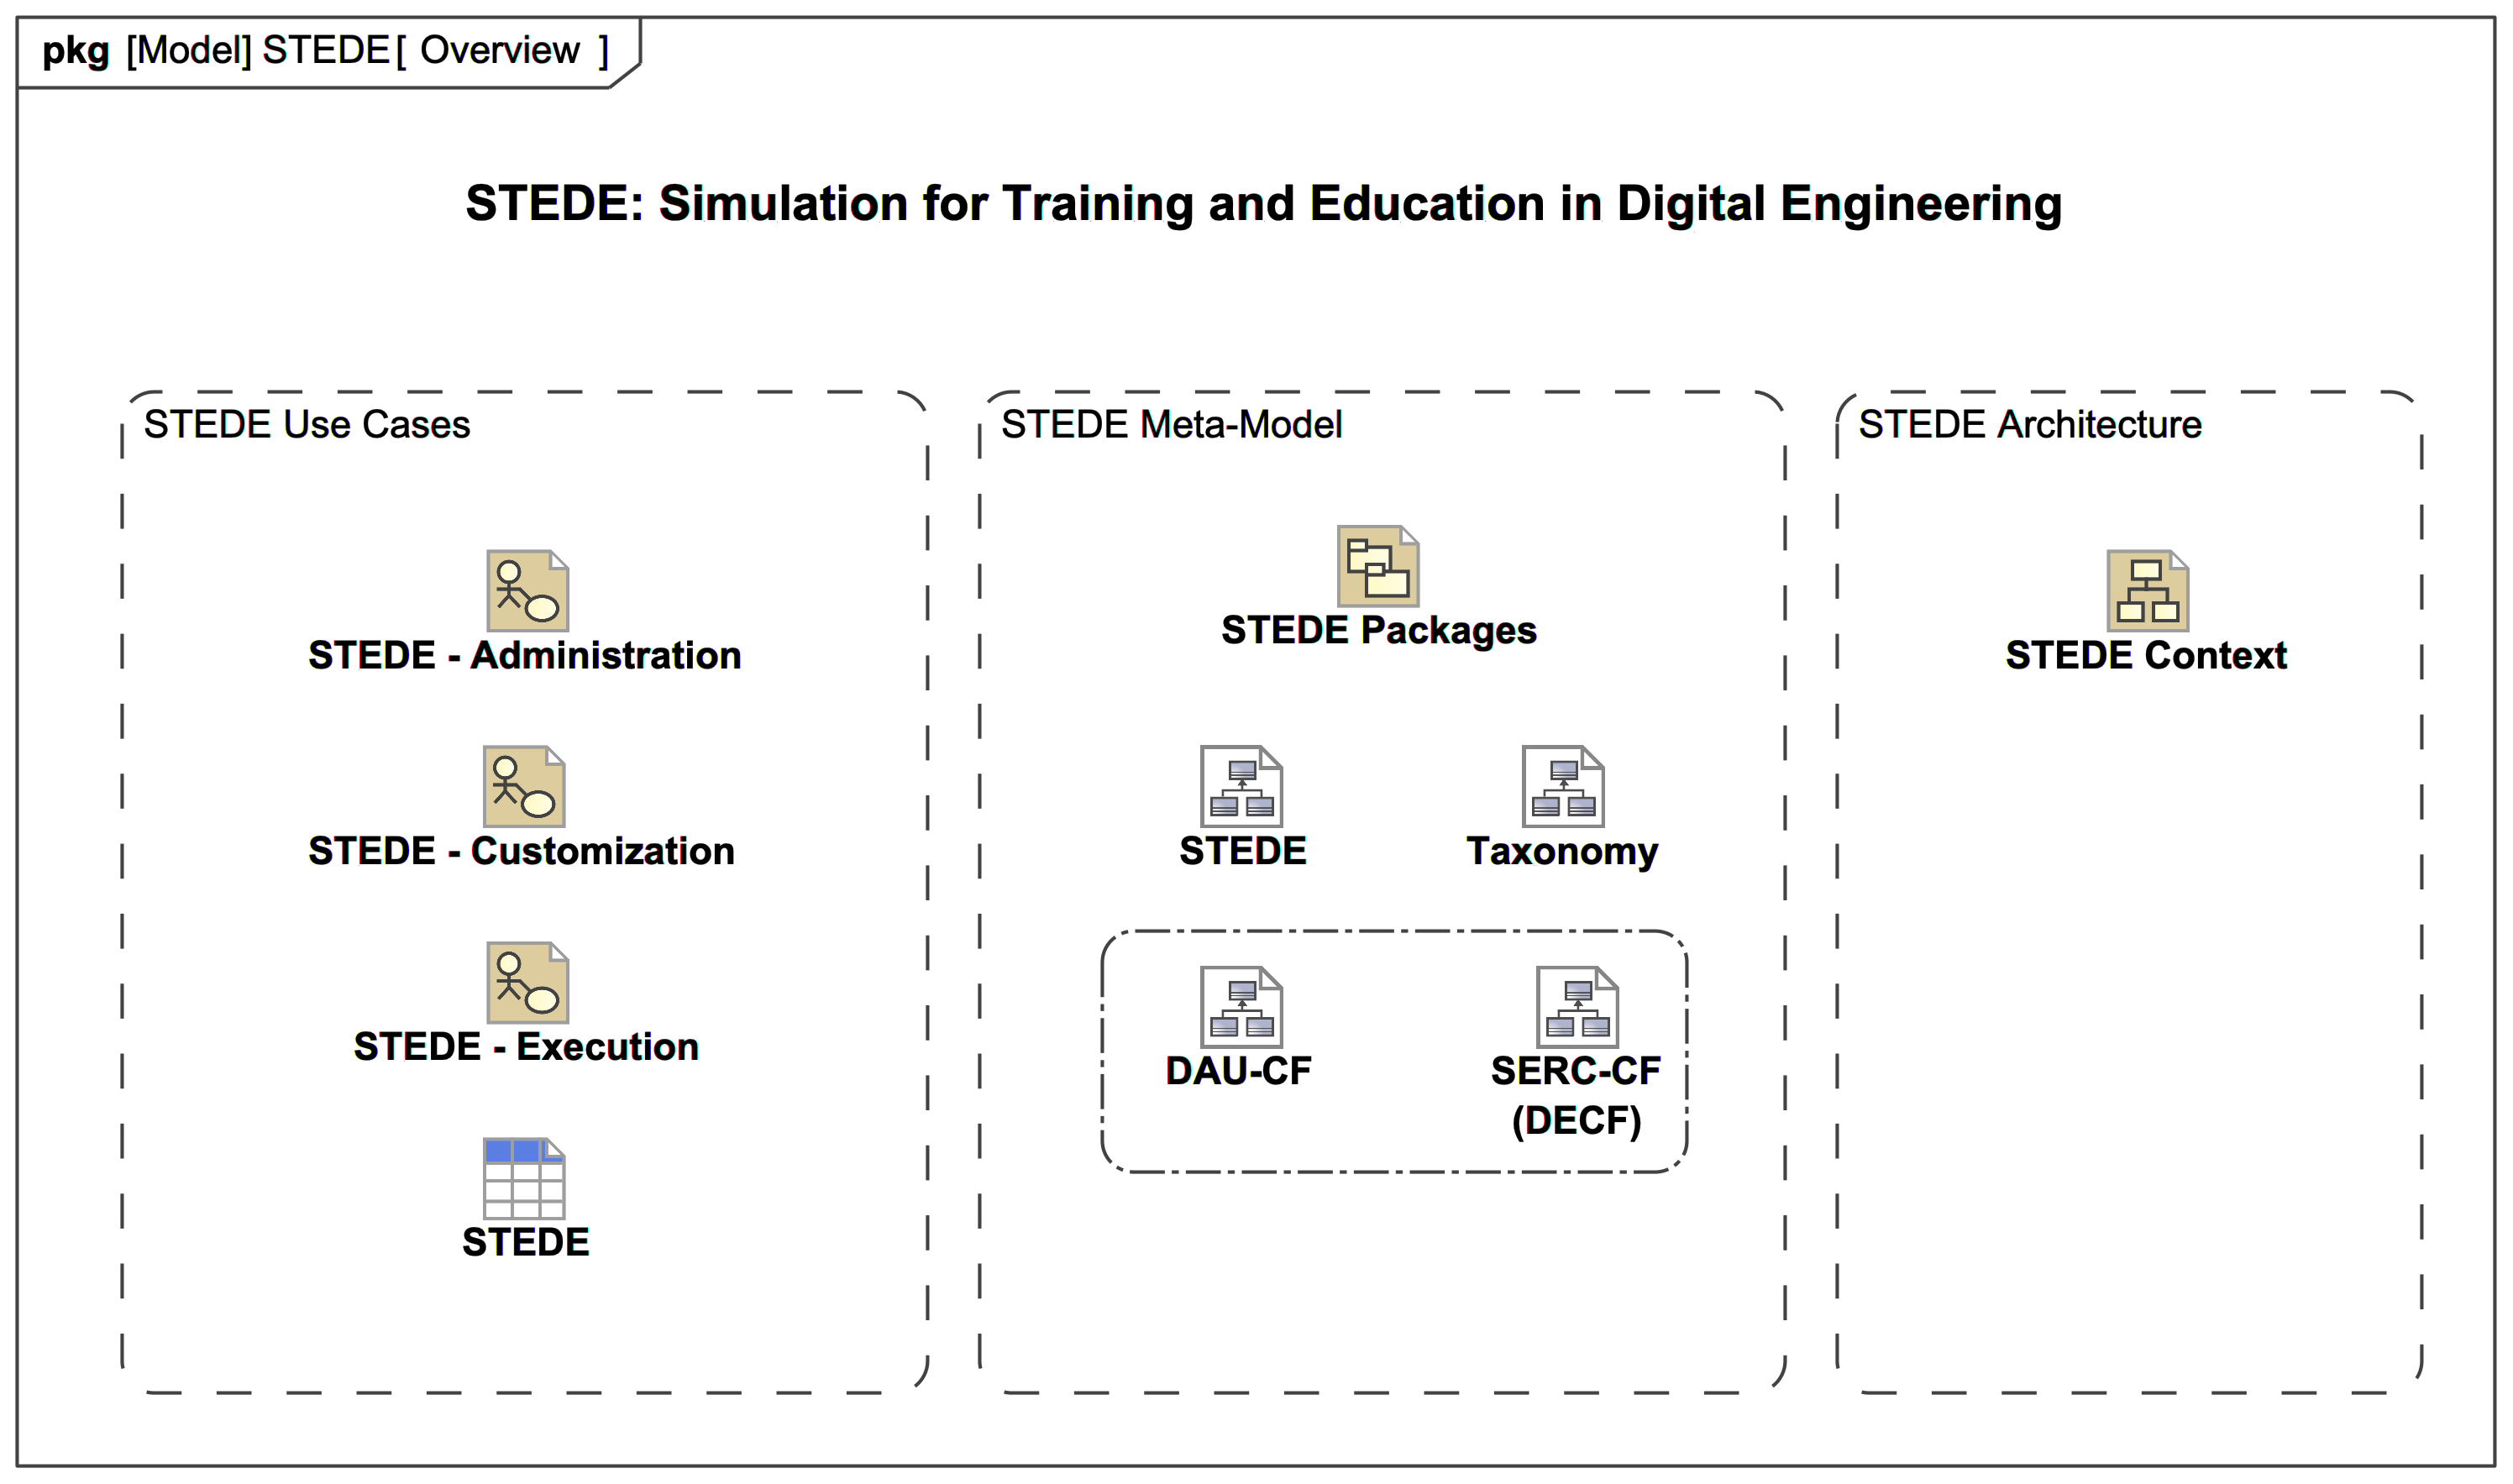 pkg [Model] STEDE [ Overview ]
STEDE: Simulation for Training and Education in Digital Engineering
STEDE Use Cases
STEDE - Administration
STEDE - Customization
STEDE - Execution
STEDE
STEDE Meta-Model
STEDE Packages
STEDE
Taxonomy
DAU-CF
SERC-CF
(DECF)
STEDE Architecture
STEDE Context